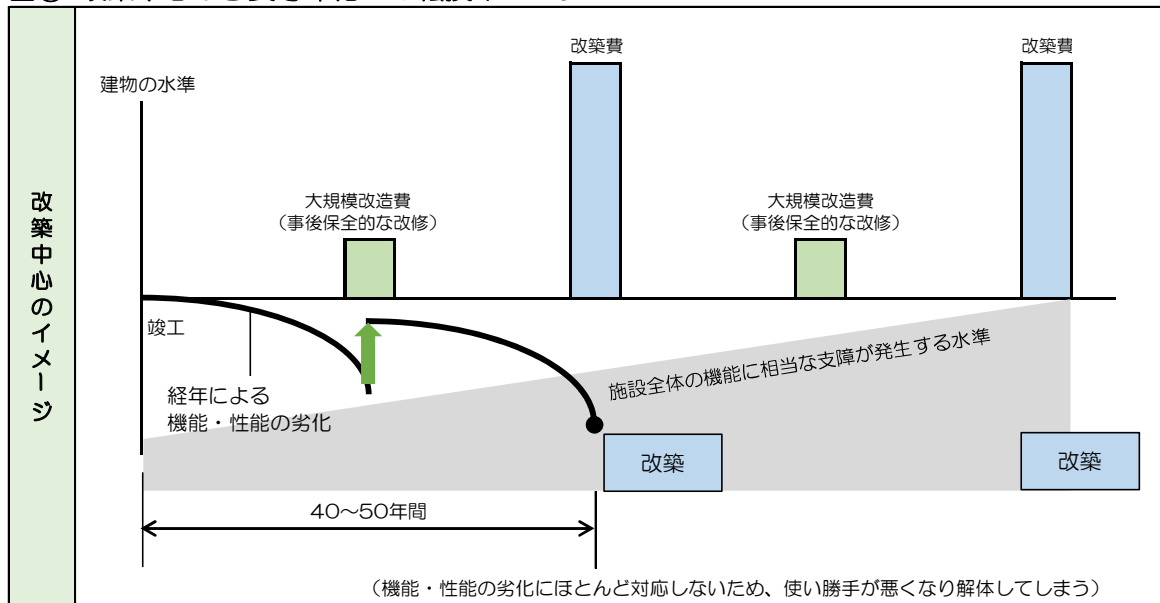 改築費
改築費
建物の水準
大規模改造費
（事後保全的な改修）
大規模改造費
（事後保全的な改修）
改築中心のイメージ
竣工
施設全体の機能に相当な支障が発生する水準
経年による
機能・性能の劣化
改築
改築
40～50年間
（機能・性能の劣化にほとんど対応しないため、使い勝手が悪くなり解体してしまう）